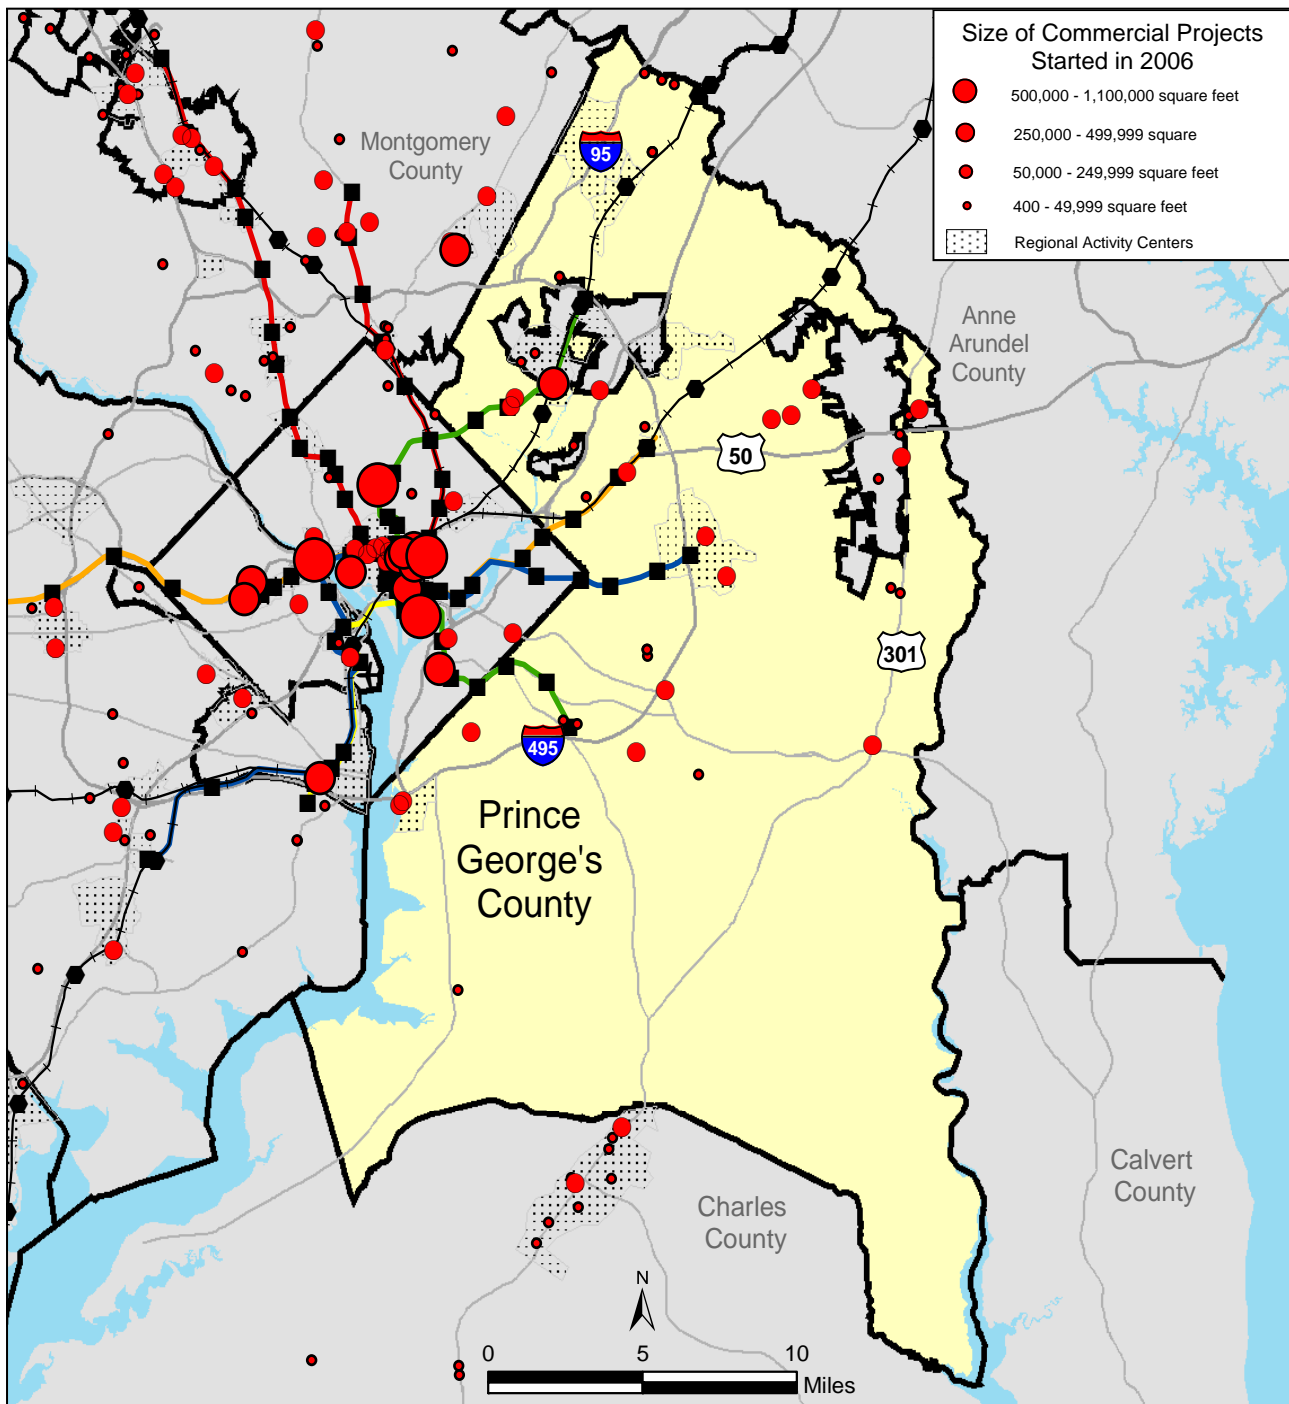 Size of Commercial Projects
Started in 2006
500,000 - 1,100,000 square feet
250,000 - 499,999 square
50,000 - 249,999 square feet
400 - 49,999 square feet
Regional Activity Centers
Montgomery
County
95
Anne
Arundel
County
50
301
495
Prince
George's
County
Calvert
County
Charles
County
N
0 5 10
Miles